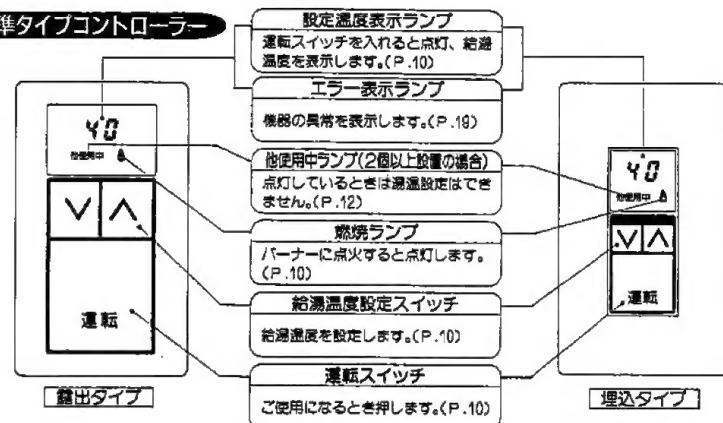 準タイプコントローラー
設定温度表示ランプ
運転スイッチを入れると点灯、給湯
温度を表示します。(P.10)
エラー表示ランプ
機器の異常を表示します。(P.19)
他使用中ランプ(2個以上設置の場合)
点灯しているときは湯温設定はでき
ません。(P.12)
燃焼ランプ
バーナーに点火すると点灯します。
(P.10)
給湯温度設定スイッチ
給湯温度を設定します。(P.10)
運転スイッチ
ご使用になるとき押します。(P.10)
40
他使用中
運転
露出タイプ
40
他使用中
運転
埋込タイプ